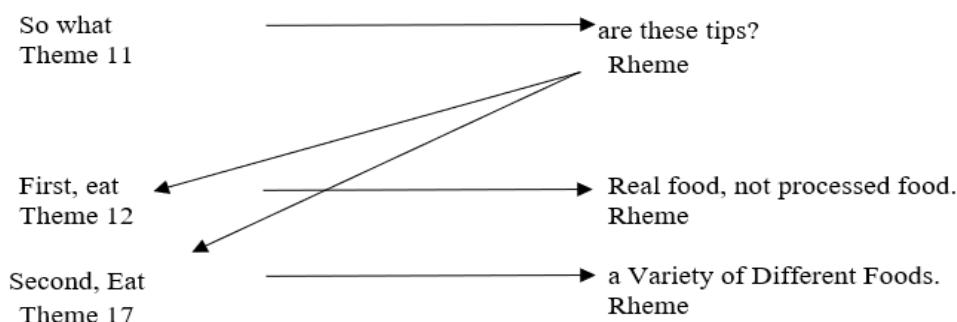 So what
Theme 11
are these tips?
Rheme
First, eat
Theme 12
Real food, not processed food.
Rheme
Second, Eat
Theme 17
a Variety of Different Foods.
Rheme